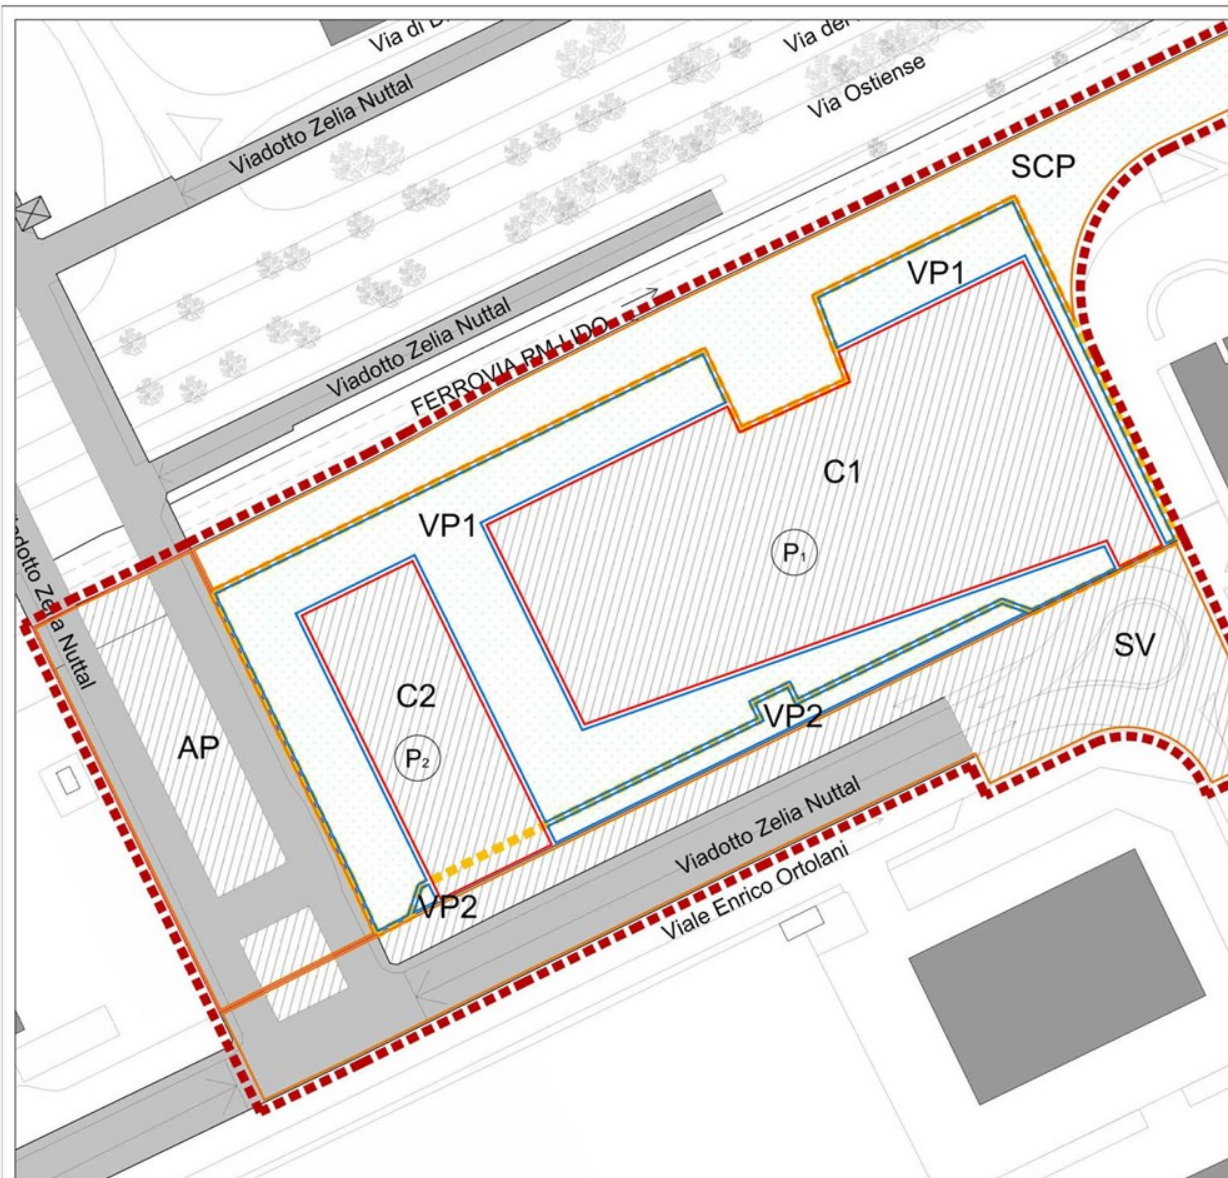 Via di
Via dei
Via Ostiense
Viadotto Zelia Nuttal
SCP
VP1
Viadotto Zelia Nuttal
FERROVIA RM-LIDO
C1
VP1
P1
Viadotto Zelia Nuttal
SV
C2
VP2
AP
P2
Viadotto Zelia Nuttal
Viale Enrico Ortolani
VP2